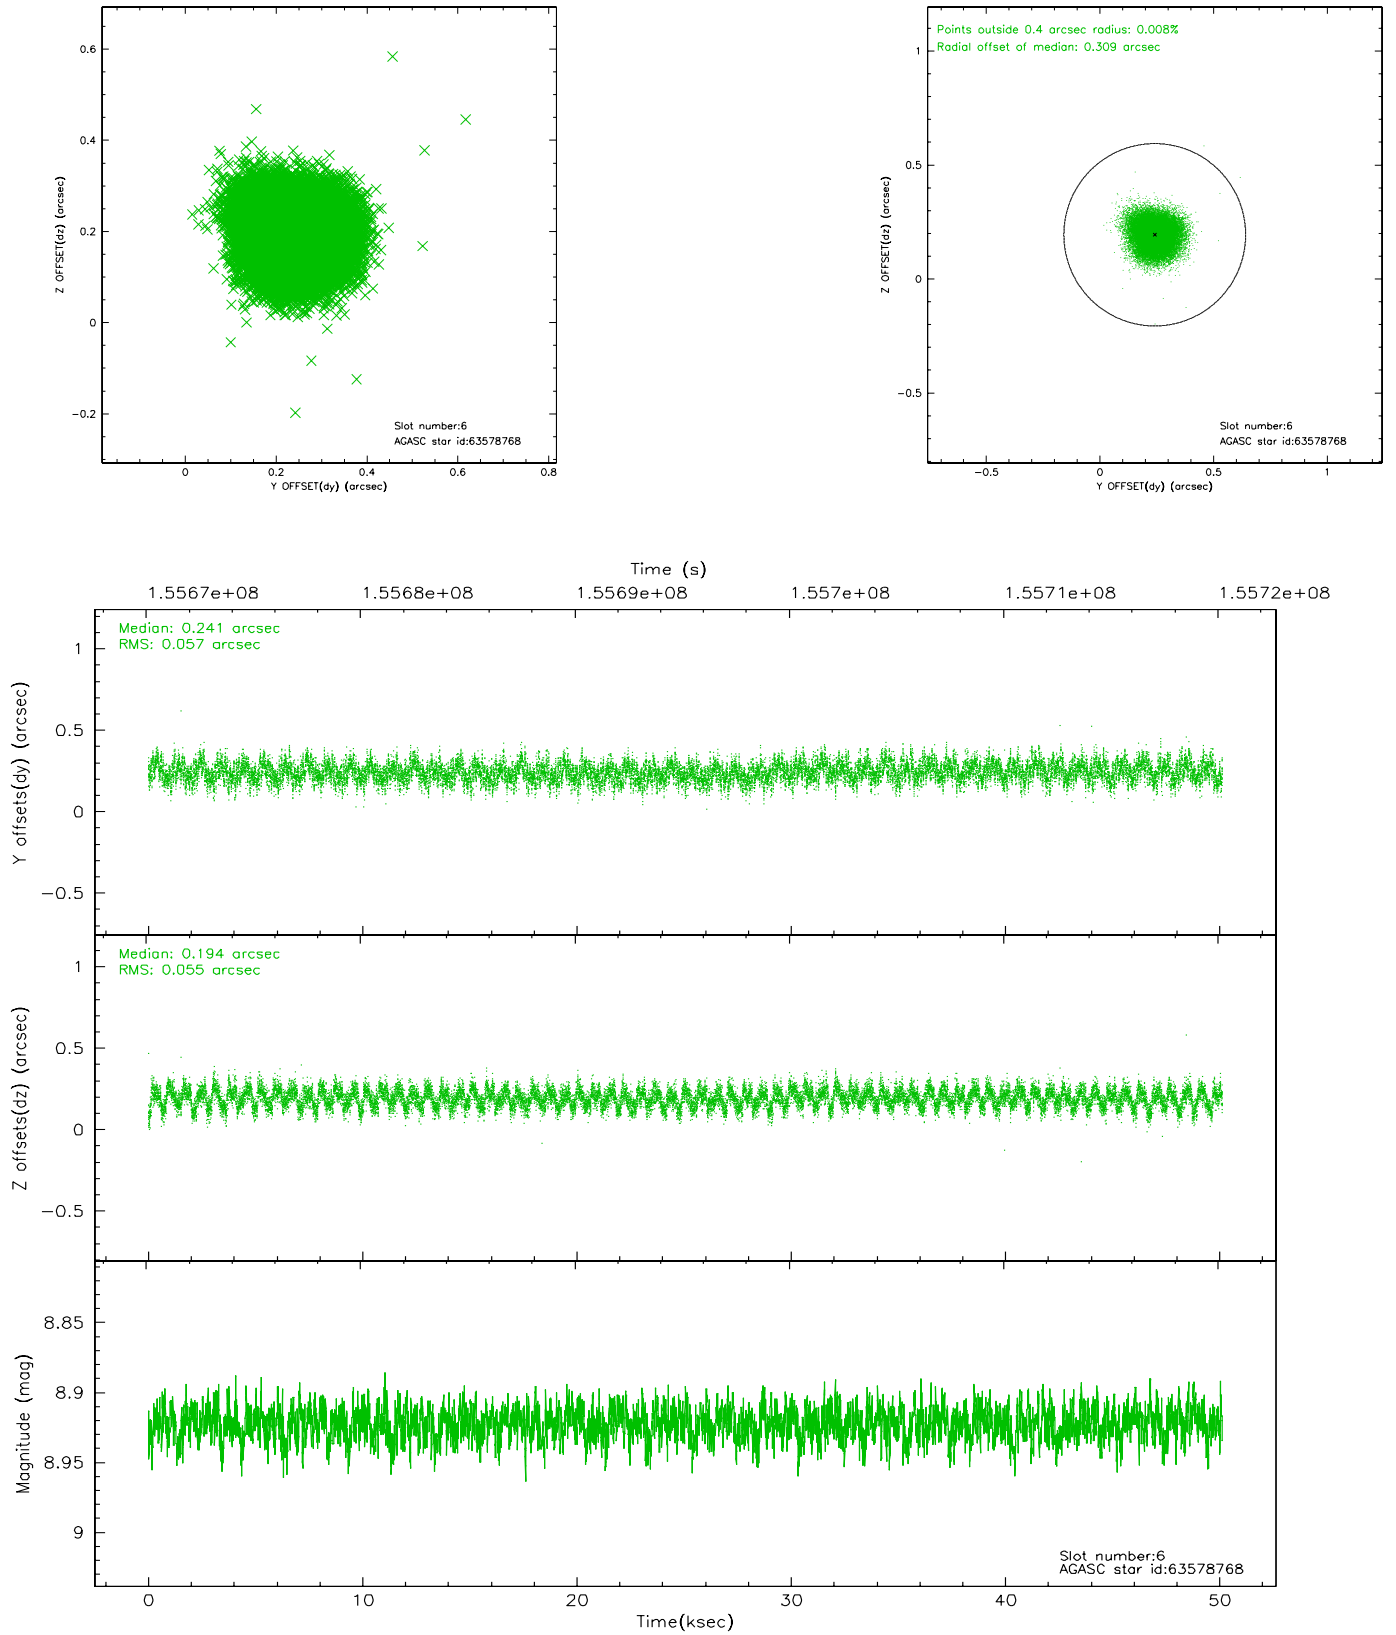 0.6
0.4
0.2
0
−0.2
Z OFFSET(dz) (arcsec)
Slot number:6
AGASC star id:63578768
0 0.2 0.4 0.6 0.8
Y OFFSET(dy) (arcsec)
Points outside 0.4 arcsec radius: 0.008%
Radial offset of median: 0.309 arcsec
1
0.5
0
−0.5
Z OFFSET(dz) (arcsec)
Slot number:6
AGASC star id:63578768
−0.5 0 0.5 1
Y OFFSET(dy) (arcsec)
Time (s)
1.5567e+08 1.5568e+08 1.5569e+08 1.557e+08 1.5571e+08 1.5572e+08
Median: 0.241 arcsec
RMS: 0.057 arcsec
1
0.5
0
−0.5
Y offsets(dy) (arcsec)
Median: 0.194 arcsec
RMS: 0.055 arcsec
1
0.5
0
−0.5
Z offsets(dz) (arcsec)
8.85
8.9
8.95
9
Magnitude (mag)
Slot number:6
AGASC star id:63578768
0 10 20 30 40 50
Time(ksec)